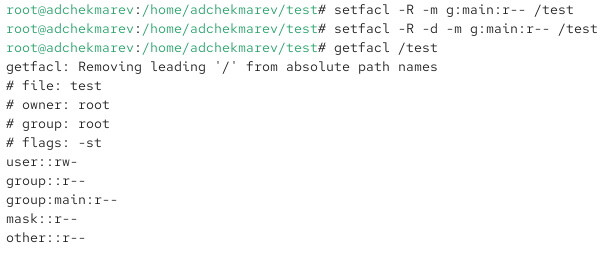 root@adchekmarev:/home/adchekmarev/test# setfacl -R -m g:main:r-- /test
root@adchekmarev:/home/adchekmarev/test# setfacl -R -d -m g:main:r-- /test
root@adchekmarev:/home/adchekmarev/test# getfacl /test
getfacl: Removing leading '/' from absolute path names
# file: test
# owner: root
# group: root
# flags: -st
user::rw-
group::r--
group:main:r--
mask::r--
other::r--